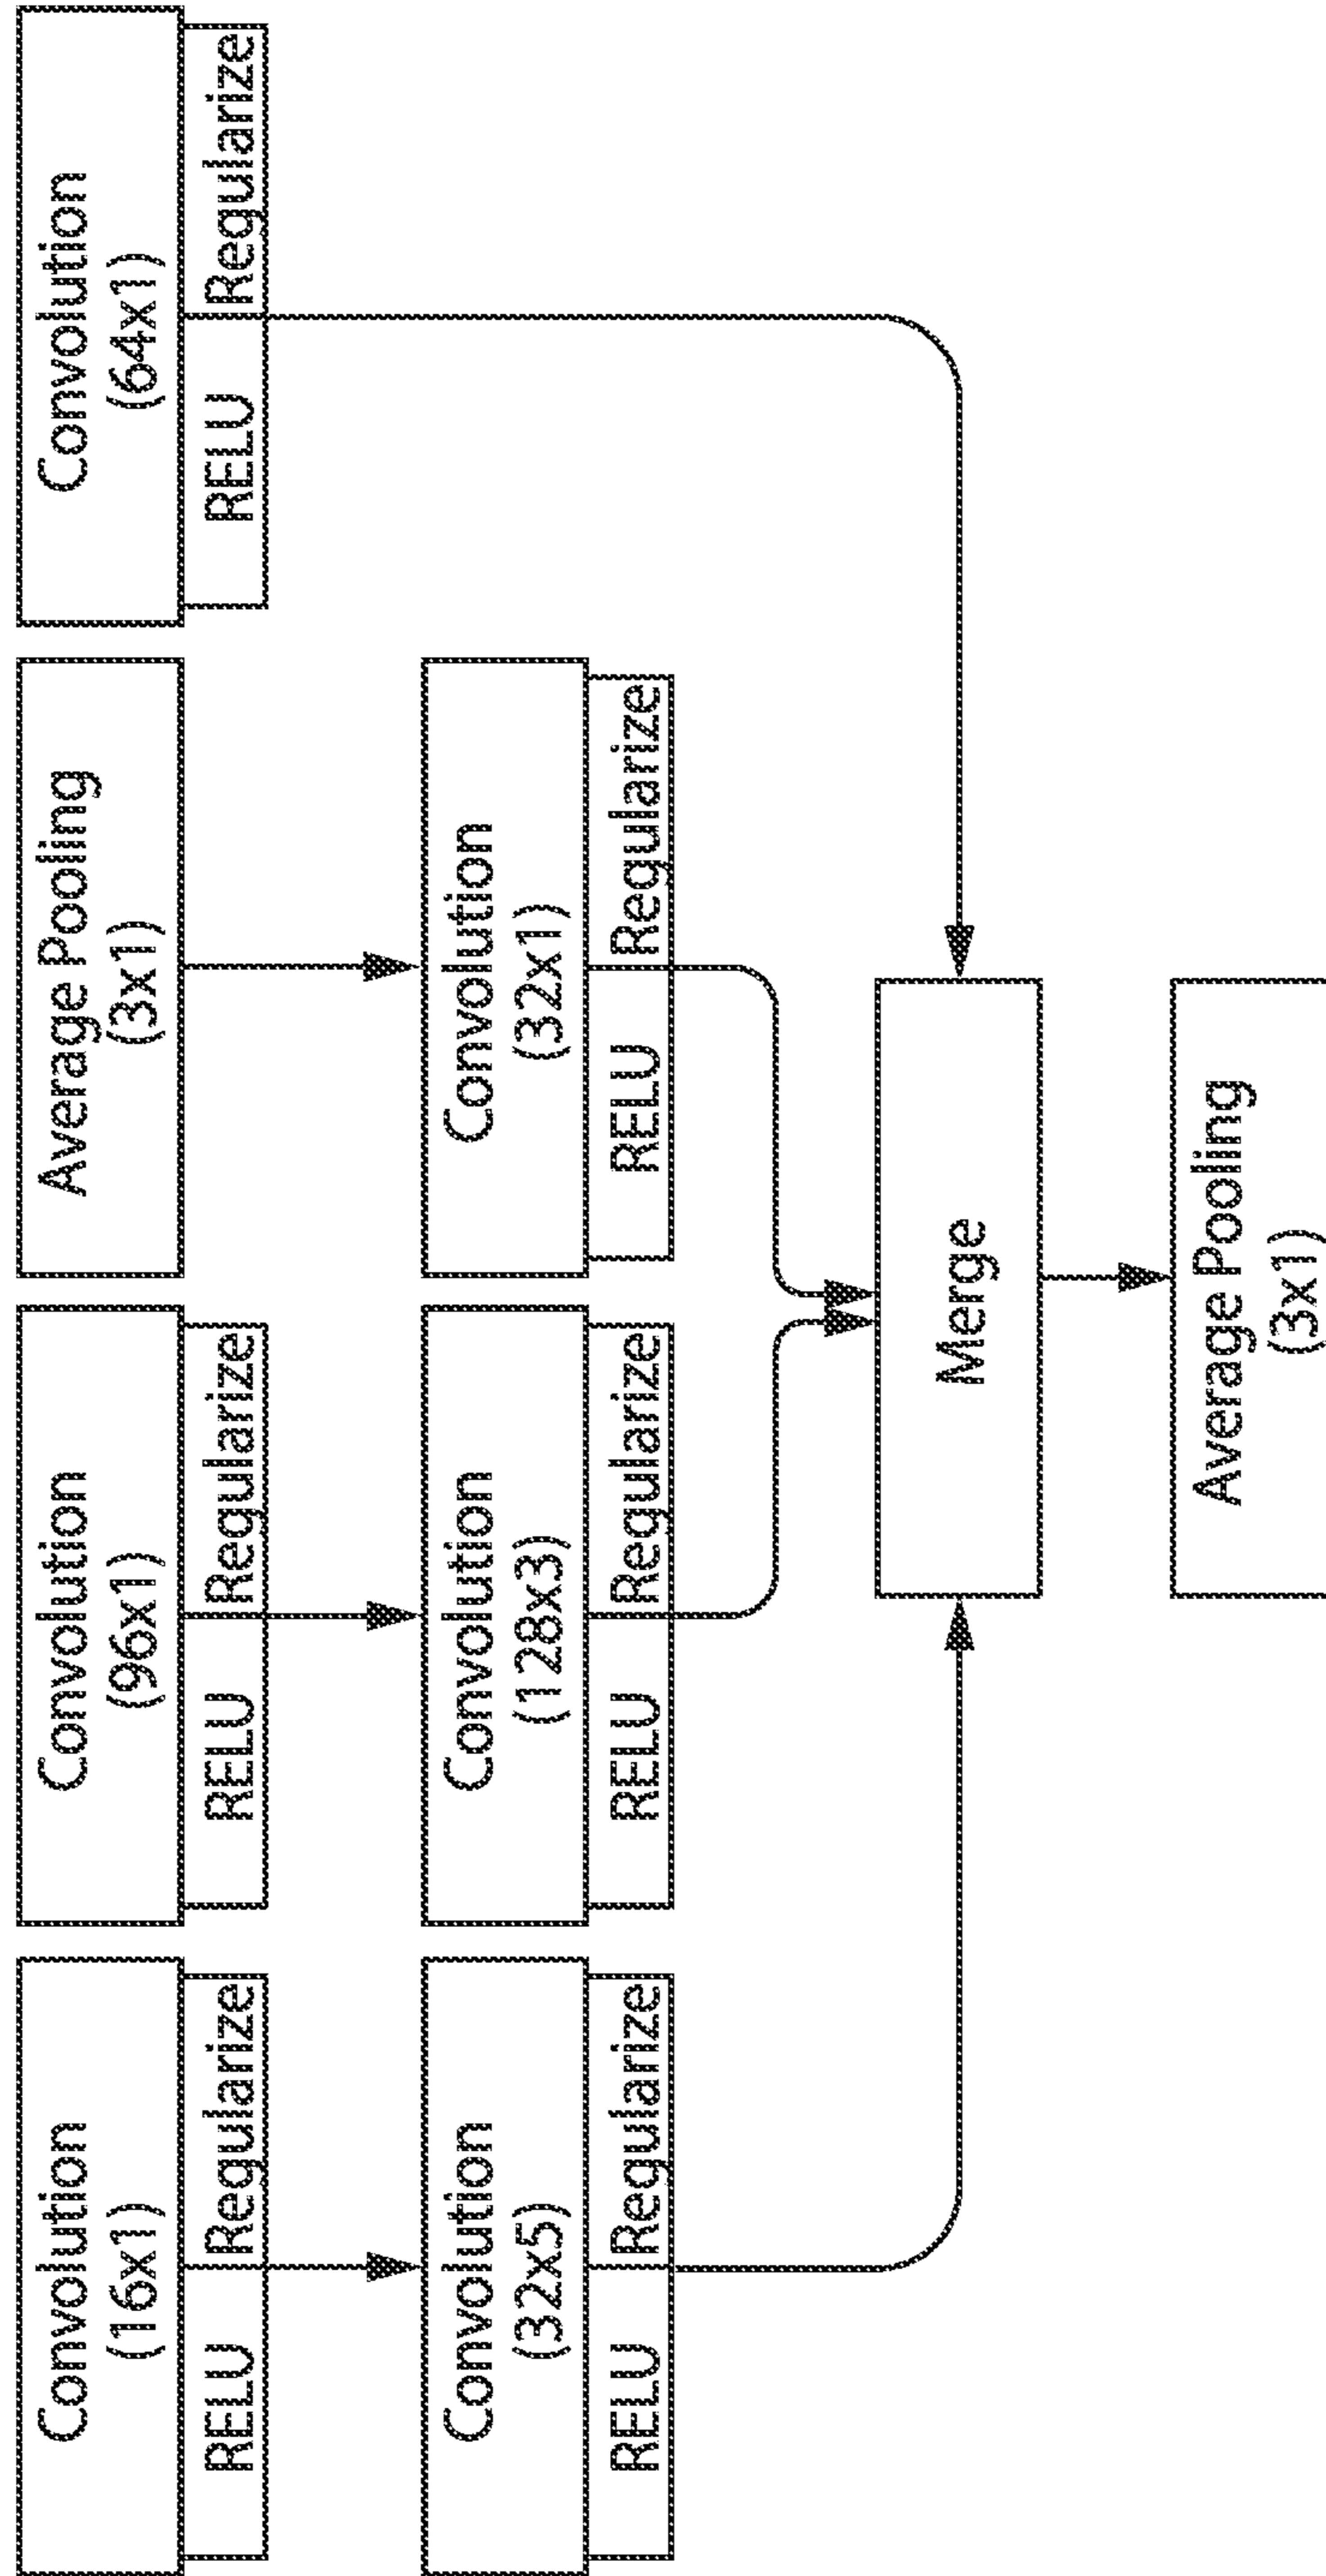 Convolution
(16x1)
RELU
Regularize
Convolution
(96x1)
RELU
Regularize
Average Pooling
(3x1)
Convolution
(64x1)
RELU
Regularize
Convolution
(32x5)
RELU
Regularize
Convolution
(128x3)
RELU
Regularize
Convolution
(32x1)
RELU
Regularize
Merge
Average Pooling
(3x1)